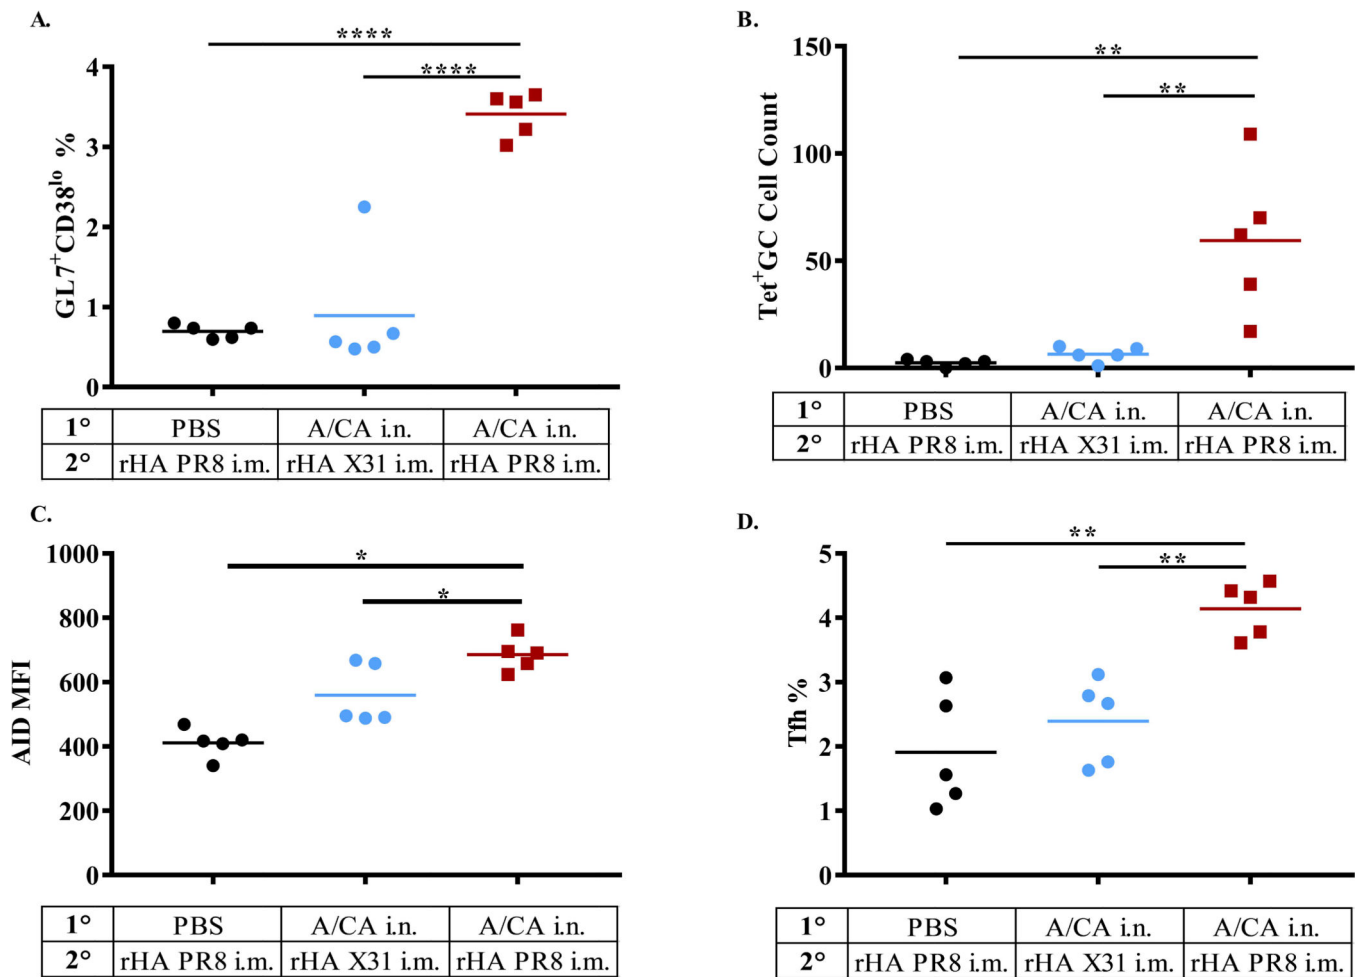 A.
****
****
4
3
2
1
0
GL7+CD38lo %
1° PBS A/CA i.n. A/CA i.n.
2° rHA PR8 i.m. rHA X31 i.m. rHA PR8 i.m.
B.
150
**
**
100
50
0
Tet+GC Cell Count
1° PBS A/CA i.n. A/CA i.n.
2° rHA PR8 i.m. rHA X31 i.m. rHA PR8 i.m.
C.
1000
*
*
800
600
400
200
0
AID MFI
1° PBS A/CA i.n. A/CA i.n.
2° rHA PR8 i.m. rHA X31 i.m. rHA PR8 i.m.
D.
**
**
5
4
3
2
1
0
Tfh %
1° PBS A/CA i.n. A/CA i.n.
2° rHA PR8 i.m. rHA X31 i.m. rHA PR8 i.m.